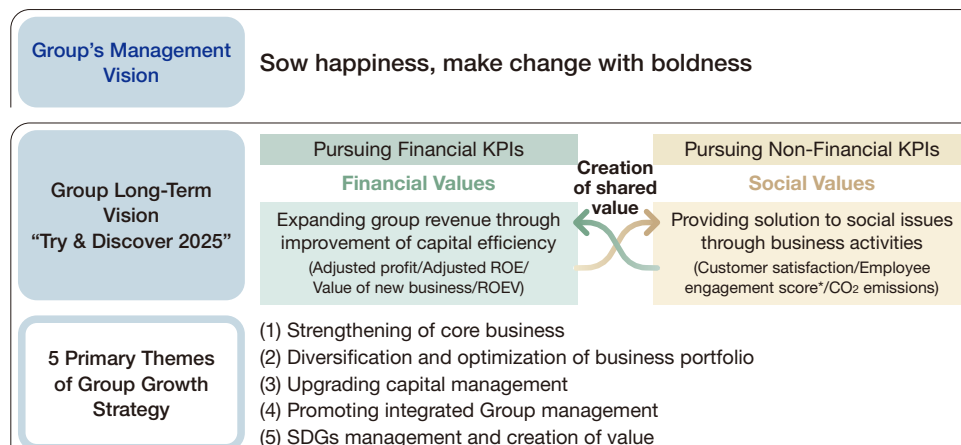 Group's Management
Vision
Sow happiness, make change with boldness
Group Long-Term
Vision
“Try & Discover 2025”
Pursuing Financial KPIs
Financial Values
Expanding group revenue through
improvement of capital efficiency
(Adjusted profit/Adjusted ROE/
Value of new business/ROEV)
Creation
of shared
value
Pursuing Non-Financial KPIs
Social Values
Providing solution to social issues
through business activities
(Customer satisfaction/Employee
engagement score*/CO₂ emissions)
5 Primary Themes
of Group Growth
Strategy
(1) Strengthening of core business
(2) Diversification and optimization of business portfolio
(3) Upgrading capital management
(4) Promoting integrated Group management
(5) SDGs management and creation of value